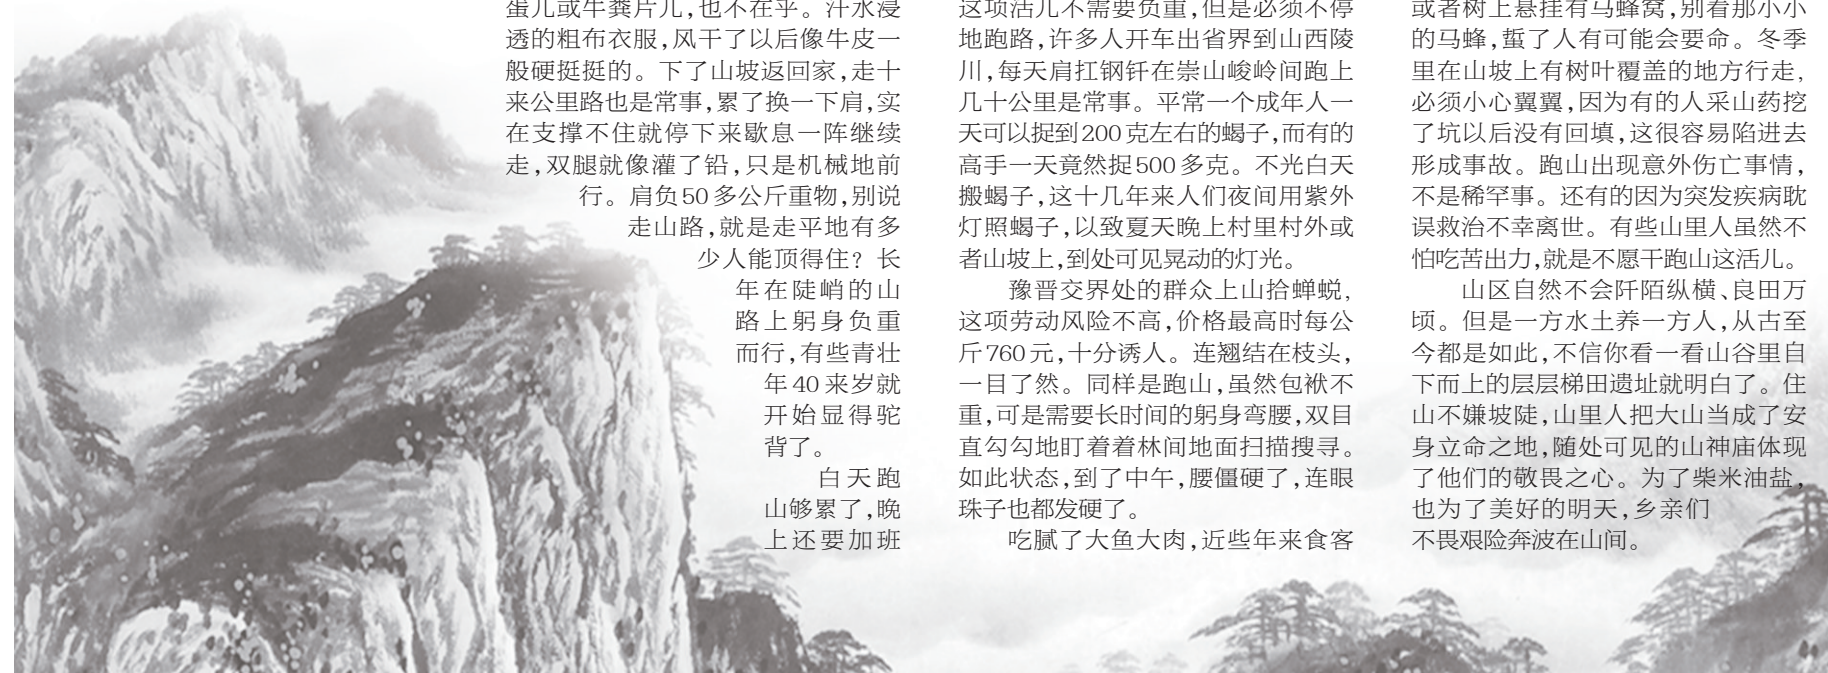 蛋儿或牛粪片儿，也不在乎。汗水浸
透的粗布衣服，风干了以后像牛皮一
般硬挺挺的。下了山坡返回家，走十
来公里路也是常事，累了换一下肩，实
在支撑不住就停下来歇息一阵继续
走，双腿就像灌了铅，只是机械地前
行。肩负50多公斤重物，别说
走山路，就是走平地有多
少人能顶得住？长
年在陡峭的山
路上躬身负重
而行，有些青壮
年40来岁就
开始显得驼
背了。
白天跑
山够累了，晚
上还要加班
这项活儿不需要负重，但是必须不停
地跑路，许多人开车出省界到山西陵
川，每天肩扛钢钎在崇山峻岭间跑上
几十公里是常事。平常一个成年人一
天可以捉到200克左右的蝎子，而有的
高手一天竟然捉500多克。不光白天
搬蝎子，这十几年来人们夜间用紫外
灯照蝎子，以致夏天晚上村里村外或
者山坡上，到处可见晃动的灯光。
豫晋交界处的群众上山拾蝉蜕，
这项劳动风险不高，价格最高时每公
斤760元，十分诱人。连翘结在枝头，
一目了然。同样是跑山，虽然包袱不
重，可是需要长时间的躬身弯腰，双目
直勾勾地盯着着林间地面扫描搜寻。
如此状态，到了中午，腰僵硬了，连眼
珠子也都发硬了。
吃腻了大鱼大肉，近些年来食客
或者树上悬挂有马蜂窝，别看那小小
的马蜂，蜇了人有可能会要命。冬季
里在山坡上有树叶覆盖的地方行走，
必须小心翼翼，因为有的人采山药挖
了坑以后没有回填，这很容易陷进去
形成事故。跑山出现意外伤亡事情，
不是稀罕事。还有的因为突发疾病耽
误救治不幸离世。有些山里人虽然不
怕吃苦出力，就是不愿干跑山这活儿。
山区自然不会阡陌纵横、良田万
顷。但是一方水土养一方人，从古至
今都是如此，不信你看一看山谷里自
下而上的层层梯田遗址就明白了。住
山不嫌坡陡，山里人把大山当成了安
身立命之地，随处可见的山神庙体现
了他们的敬畏之心。为了柴米油盐，
也为了美好的明天，乡亲们
不畏艰险奔波在山间。